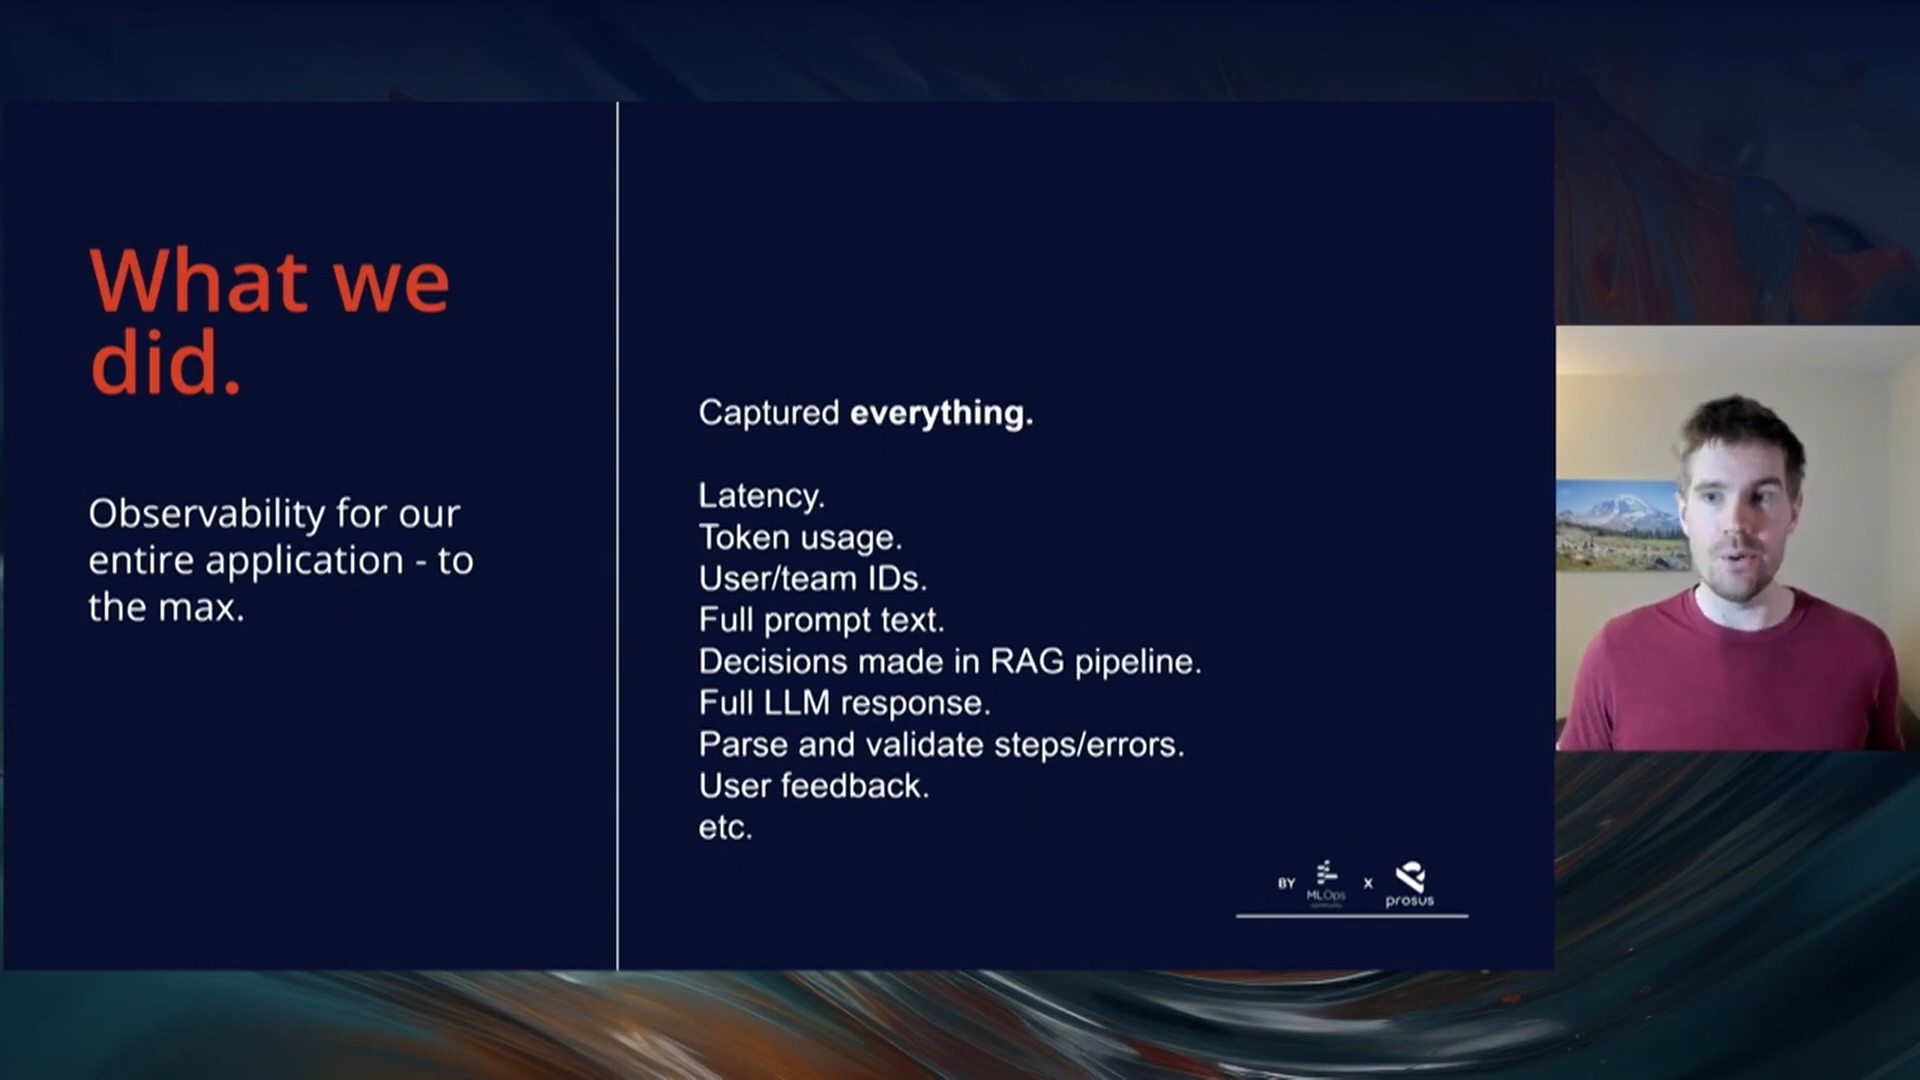 What we
did.
Observability for our
entire application - to
the max.
Captured everything.
Latency.
Token usage.
User/team IDs.
Full prompt text.
Decisions made in RAG pipeline.
Full LLM response.
Parse and validate steps/errors.
User feedback.
etc.
BY MLOps X prosus